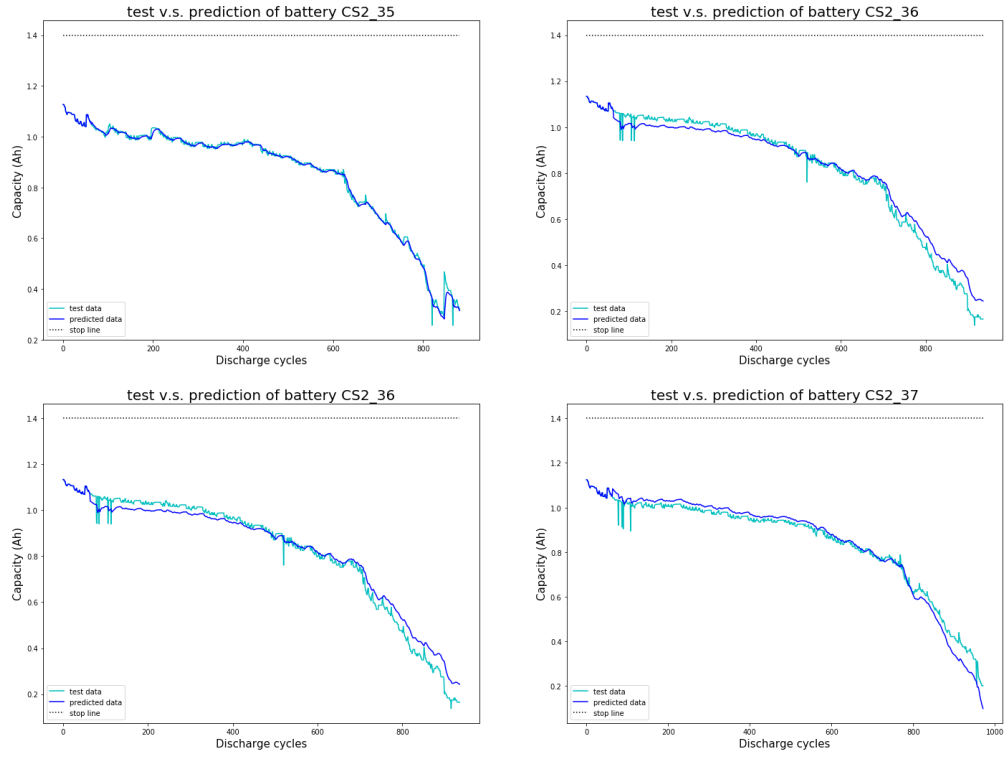 test v.s. prediction of battery CS2_35
Capacity (Ah)
1.4
1.2
1.0
0.8
0.6
0.4
0.2
test data
predicted data
stop line
0 200 400 600 800
Discharge cycles
test v.s. prediction of battery CS2_36
Capacity (Ah)
1.4
1.2
1.0
0.8
0.6
0.4
0.2
test data
predicted data
stop line
0 200 400 600 800
Discharge cycles
test v.s. prediction of battery CS2_36
Capacity (Ah)
1.4
1.2
1.0
0.8
0.6
0.4
0.2
test data
predicted data
stop line
0 200 400 600 800
Discharge cycles
test v.s. prediction of battery CS2_37
Capacity (Ah)
1.4
1.2
1.0
0.8
0.6
0.4
0.2
test data
predicted data
stop line
0 200 400 600 800 1000
Discharge cycles